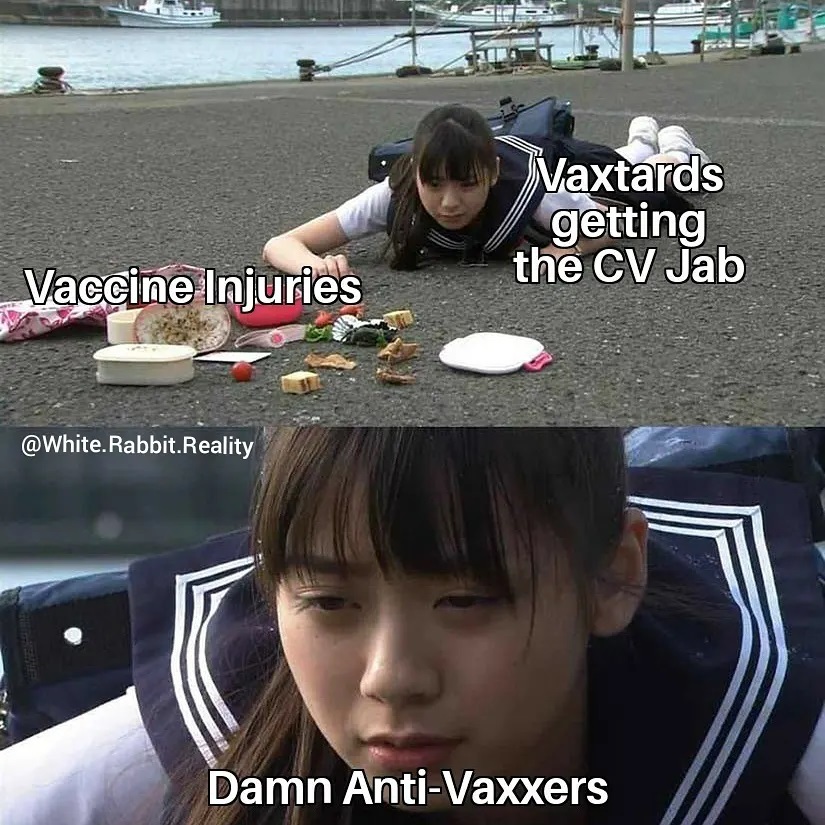 Vaxtards
getting
the CV Jab
Vaccine Injuries
@White.Rabbit.Reality
Damn Anti-Vaxxers